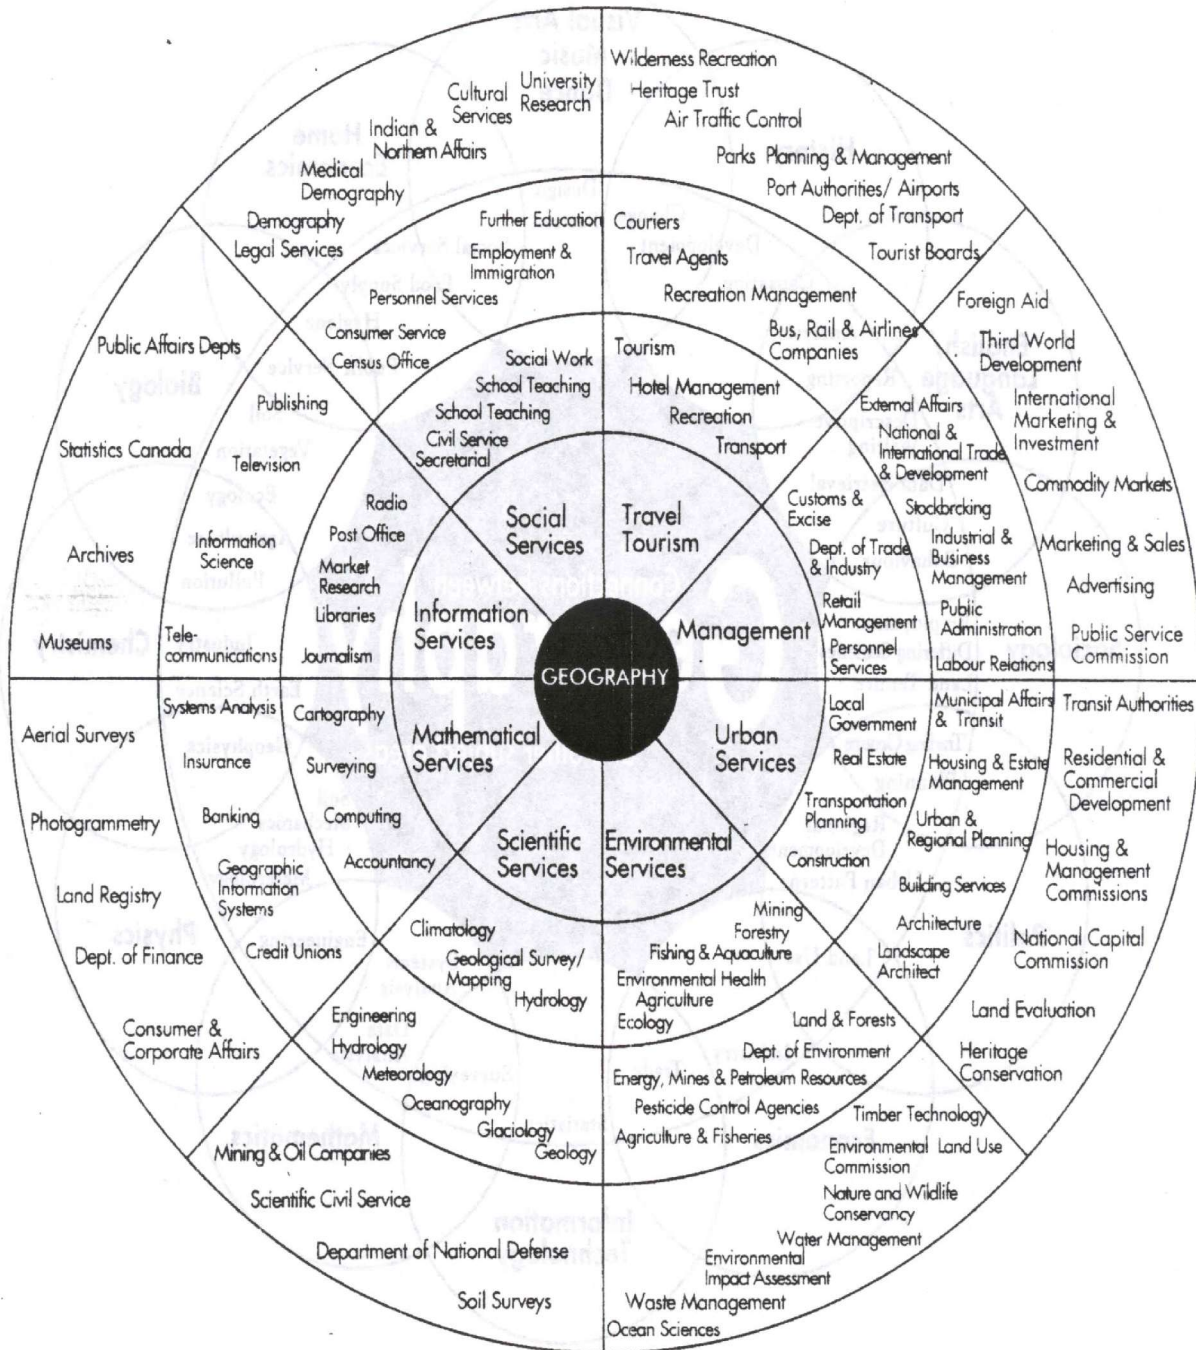 Wilderness Recreation
Heritage Trust
Air Traffic Control
Parks Planning & Management
Port Authorities/ Airports
Dept. of Transport
Tourist Boards
Couriers
Travel Agents
Recreation Management
Bus, Rail & Airlines
Companies
Tourism
Hotel Management
Recreation
Transport
Travel
Tourism
Foreign Aid
Third World
Development
International
Marketing &
Investment
Commodity Markets
Marketing & Sales
Advertising
Public Service
Commission
External Affairs
National &
International Trade
& Development
Stockbrcking
Industrial &
Business
Management
Public
Administration
Labour Relations
Customs &
Excise
Dept. of Trade
& Industry
Retail
Management
Personnel
Services
Management
Transit Authorities
Residential &
Commercial
Development
Housing &
Management
Commissions
National Capital
Commission
Land Evaluation
Heritage
Conservation
Municipal Affairs
& Transit
Housing & Estate
Management
Urban &
Regional Planning
Building Services
Architecture
Landscape
Architect
Local
Government
Real Estate
Transportation
Planning
Construction
Urban
Services
Environmental
Services
Mining
Forestry
Fishing & Aquaculture
Environmental Health
Agriculture
Ecology
Land & Forests
Dept. of Environment
Energy, Mines & Petroleum Resources
Pesticide Control Agencies
Agriculture & Fisheries
Timber Technology
Environmental Land Use
Commission
Nature and Wildlife
Conservancy
Water Management
Environmental
Impact Assessment
Waste Management
Ocean Sciences
Scientific
Services
Climatology
Geological Survey/
Mapping
Hydrology
Engineering
Hydrology
Meteorology
Oceanography
Glaciology
Geology
Mining & Oil Companies
Scientific Civil Service
Department of National Defense
Soil Surveys
Mathematical
Services
Cartography
Surveying
Computing
Accountancy
Systems Analysis
Insurance
Banking
Geographic
Information
Systems
Credit Unions
Aerial Surveys
Photogrammetry
Land Registry
Dept. of Finance
Consumer &
Corporate Affairs
Information
Services
Radio
Post Office
Market
Research
Libraries
Journalism
Publishing
Television
Information
Science
Tele-
communications
Public Affairs Depts
Statistics Canada
Archives
Museums
Social
Services
Social Work
School Teaching
School Teaching
Civil Service
Secretarial
Further Education
Employment &
Immigration
Personnel Services
Consumer Service
Census Office
University
Research
Cultural
Services
Indian &
Northern Affairs
Medical
Demography
Demography
Legal Services
GEOGRAPHY